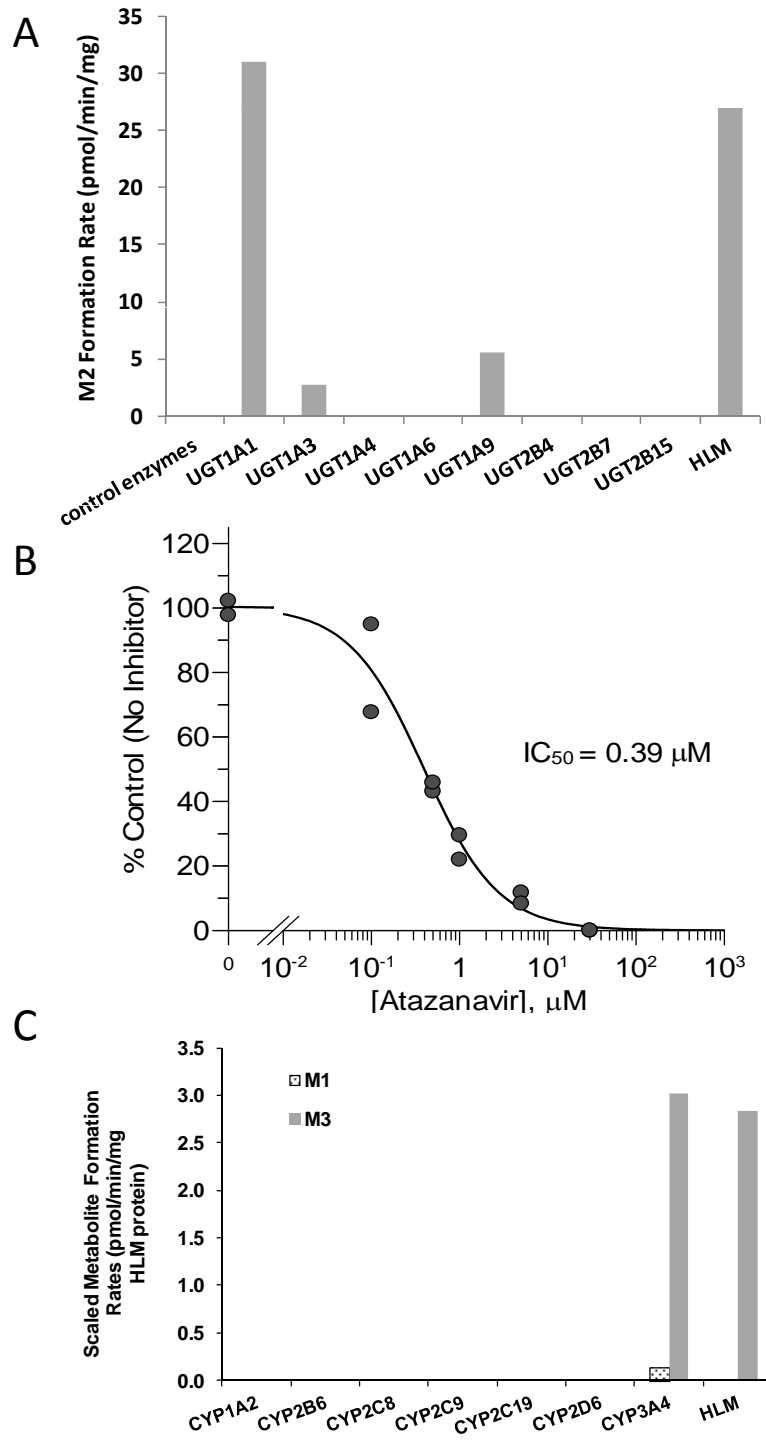 A
M2 Formation Rate (pmol/min/mg)
35
30
25
20
15
10
5
0
control enzymes
UGT1A1
UGT1A3
UGT1A4
UGT1A6
UGT1A9
UGT2B4
UGT2B7
UGT2B15
HLM
B
% Control (No Inhibitor)
120
100
80
60
40
20
0
IC50 = 0.39 μM
0
10-2
10-1
1
101
102
103
[Atazanavir], μM
C
Scaled Metabolite Formation
Rates (pmol/min/mg
HLM protein)
3.5
3.0
2.5
2.0
1.5
1.0
0.5
0.0
M1
M3
CYP1A2
CYP2B6
CYP2C8
CYP2C9
CYP2C19
CYP2D6
CYP3A4
HLM